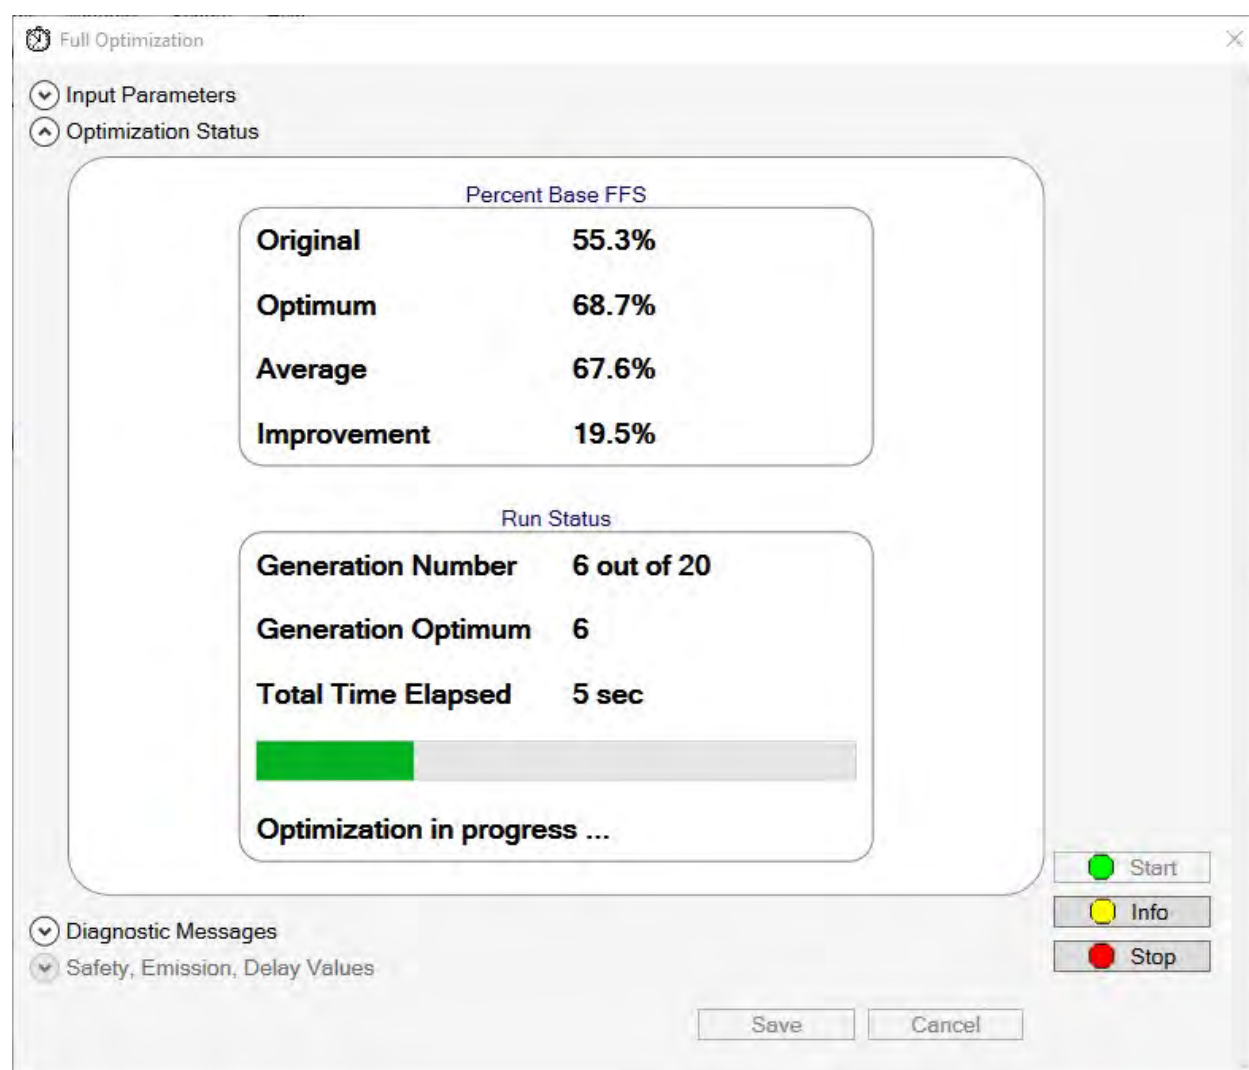 Full Optimization
Input Parameters
Optimization Status
Percent Base FFS
Original 55.3%
Optimum 68.7%
Average 67.6%
Improvement 19.5%
Run Status
Generation Number 6 out of 20
Generation Optimum 6
Total Time Elapsed 5 sec
Optimization in progress ...
Start
Info
Stop
Diagnostic Messages
Safety, Emission, Delay Values
Save Cancel